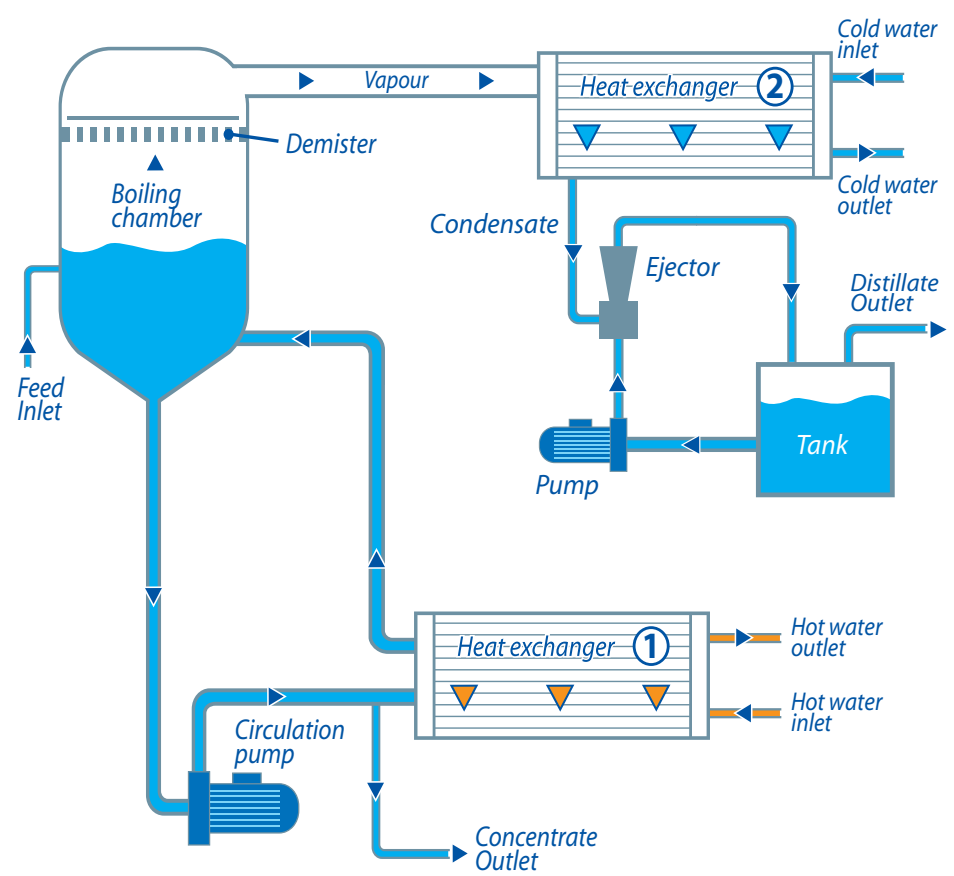 Cold water
inlet
Vapour
Heat exchanger 2
Demister
Boiling
chamber
Cold water
outlet
Condensate
Ejector
Distillate
Outlet
Feed
Inlet
Tank
Pump
Heat exchanger 1
Hot water
outlet
Hot water
inlet
Circulation
pump
Concentrate
Outlet